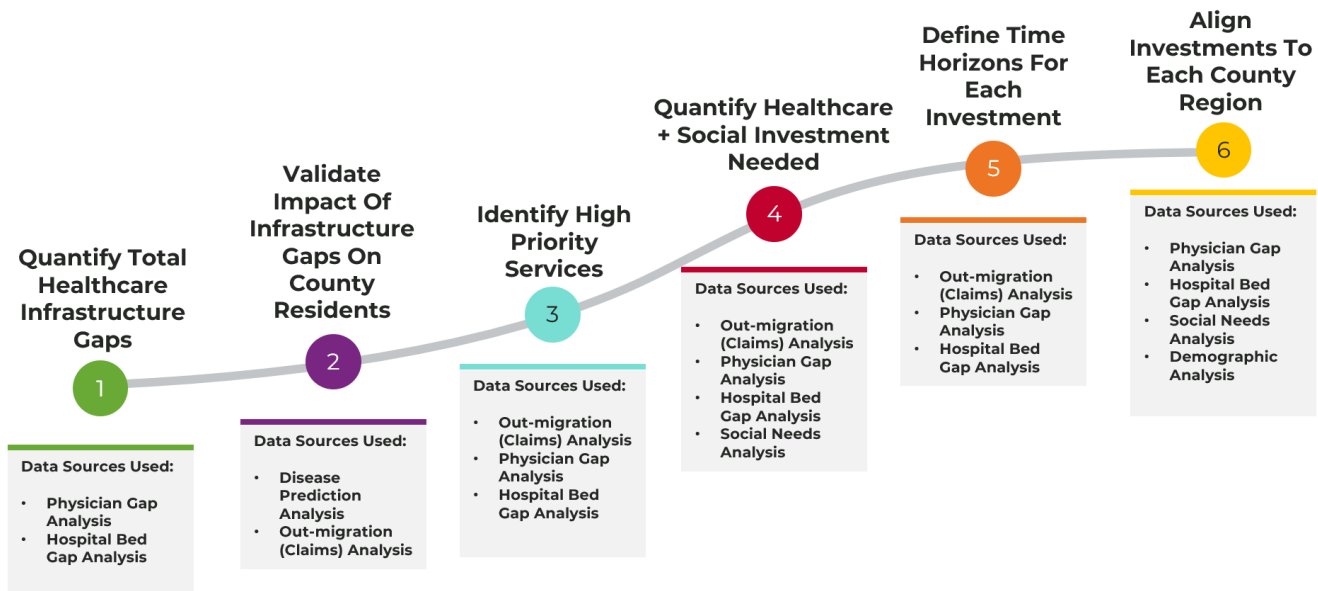 Quantify Total
Healthcare
Infrastructure
Gaps
1
Data Sources Used:
• Physician Gap
Analysis
• Hospital Bed
Gap Analysis
Validate
Impact Of
Infrastructure
Gaps On
County
Residents
2
Data Sources Used:
• Disease
Prediction
Analysis
• Out-migration
(Claims) Analysis
Identify High
Priority
Services
3
Data Sources Used:
• Out-migration
(Claims) Analysis
• Physician Gap
Analysis
• Hospital Bed
Gap Analysis
Quantify Healthcare
+ Social Investment
Needed
4
Data Sources Used:
• Out-migration
(Claims) Analysis
• Physician Gap
Analysis
• Hospital Bed
Gap Analysis
• Social Needs
Analysis
Define Time
Horizons For
Each
Investment
5
Data Sources Used:
• Out-migration
(Claims) Analysis
• Physician Gap
Analysis
• Hospital Bed
Gap Analysis
Align
Investments To
Each County
Region
6
Data Sources Used:
• Physician Gap
Analysis
• Hospital Bed
Gap Analysis
• Social Needs
Analysis
• Demographic
Analysis